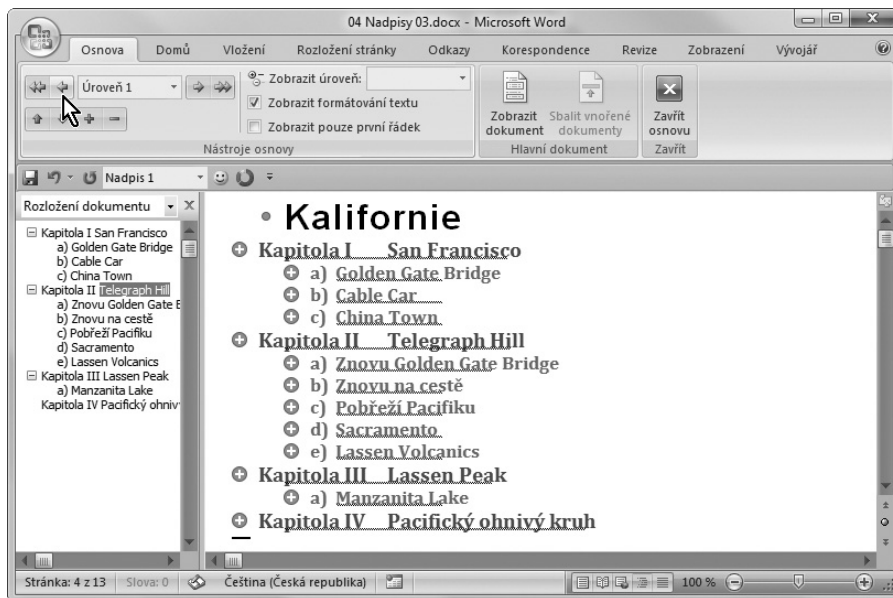 04 Nadpisy 03.docx - Microsoft Word
Osnova Domů Vložení Rozložení stránky Odkazy Korespondence Revize Zobrazení Vývojář
Úroveň 1
Zobrazit úroveň:
Zobrazit formátování textu
Zobrazit pouze první řádek
Zobrazit dokument
Sbalit vnořené dokumenty
Zavřít osnovu
Nástroje osnovy
Hlavní dokument
Zavřít
Nadpis 1
Rozložení dokumentu
Kapitola I San Francisco
a) Golden Gate Bridge
b) Cable Car
c) China Town
Kapitola II Telegraph Hill
a) Znovu Golden Gate B
b) Znovu na cestě
c) Pobřeží Pacifiku
d) Sacramento
e) Lassen Volcanics
Kapitola III Lassen Peak
a) Manzanita Lake
Kapitola IV Pacifický ohniv
Kalifornie
Kapitola I San Francisco
a) Golden Gate Bridge
b) Cable Car
c) China Town
Kapitola II Telegraph Hill
a) Znovu Golden Gate Bridge
b) Znovu na cestě
c) Pobřeží Pacifiku
d) Sacramento
e) Lassen Volcanics
Kapitola III Lassen Peak
a) Manzanita Lake
Kapitola IV Pacifický ohnivý kruh
Stránka: 4 z 13 Slova: 0 Čeština (Česká republika) 100 %